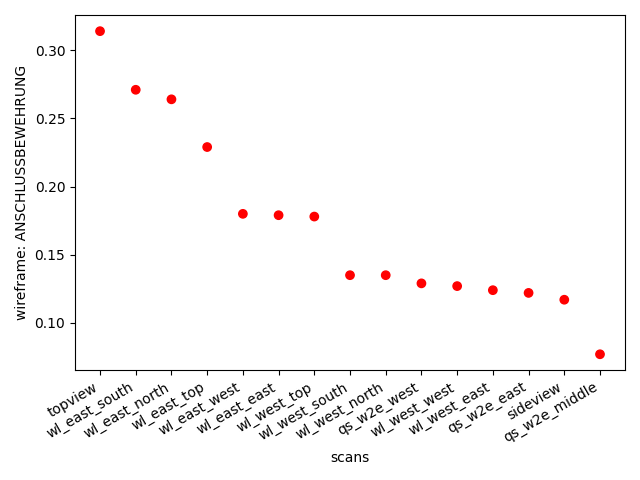 wireframe: ANSCHLUSSBEWEHRUNG
0.30
0.25
0.20
0.15
0.10
topview
wl_east_south
wl_east_north
wl_east_top
wl_east_west
wl_east_east
wl_west_top
wl_west_south
wl_west_north
qs_w2e_west
wl_west_west
wl_west_east
qs_w2e_east
sideview
qs_w2e_middle
scans